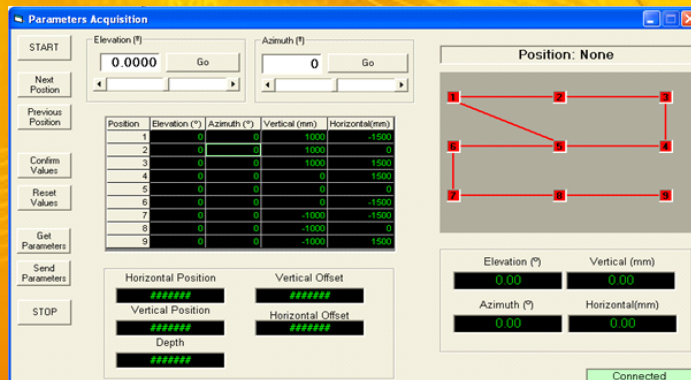 Parameters Acquisition
START
Next Postion
Previous Position
Confirm Values
Reset Values
Get Parameters
Send Parameters
STOP
Elevation (º)
0.0000 Go
Azimuth (º)
0 Go
Position Elevation (º) Azimuth (º) Vertical (mm) Horizontal(mm)
1 0 0 1000 -1500
2 0 0 1000 0
3 0 0 1000 1500
4 0 0 0 1500
5 0 0 0 0
6 0 0 0 -1500
7 0 0 -1000 -1500
8 0 0 -1000 0
9 0 0 -1000 1500
Horizontal Position
#######
Vertical Position
#######
Depth
#######
Vertical Offset
#######
Horizontal Offset
#######
Position: None
1 2 3
6 5 4
7 8 9
Elevation (º) Vertical (mm)
0.00 0.00
Azimuth (º) Horizontal(mm)
0.00 0.00
Connected